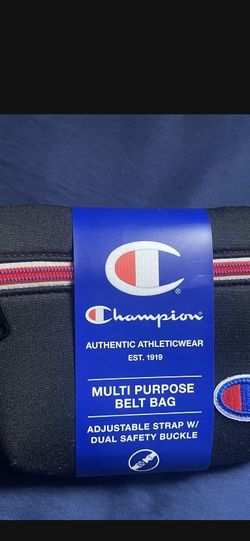 Champion
AUTHENTIC ATHLETICWEAR
EST. 1919
MULTI PURPOSE
BELT BAG
ADJUSTABLE STRAP W/
DUAL SAFETY BUCKLE